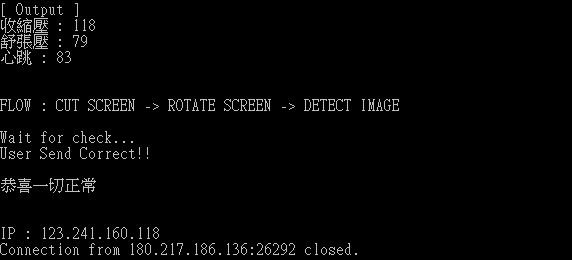 [ Output ]
收縮壓 : 118
舒張壓 : 79
心跳 : 83
FLOW : CUT SCREEN -> ROTATE SCREEN -> DETECT IMAGE
Wait for check...
User Send Correct!!
恭喜一切正常
IP : 123.241.160.118
Connection from 180.217.186.136:26292 closed.